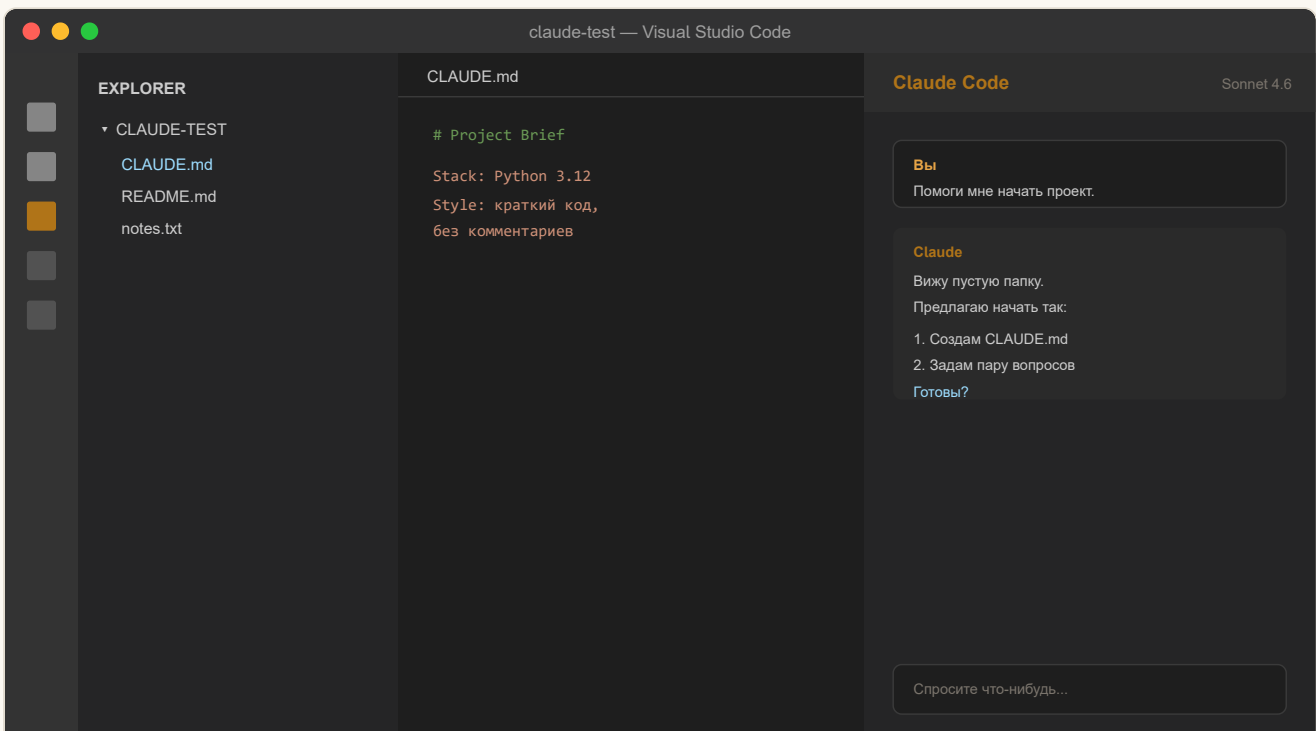 claude-test — Visual Studio Code
EXPLORER
CLAUDE-TEST
CLAUDE.md
README.md
notes.txt
CLAUDE.md
# Project Brief
Stack: Python 3.12
Style: краткий код,
без комментариев
Claude Code
Sonnet 4.6
Вы
Помоги мне начать проект.
Claude
Вижу пустую папку.
Предлагаю начать так:
1. Создам CLAUDE.md
2. Задам пару вопросов
Готовы?
Спросите что-нибудь...